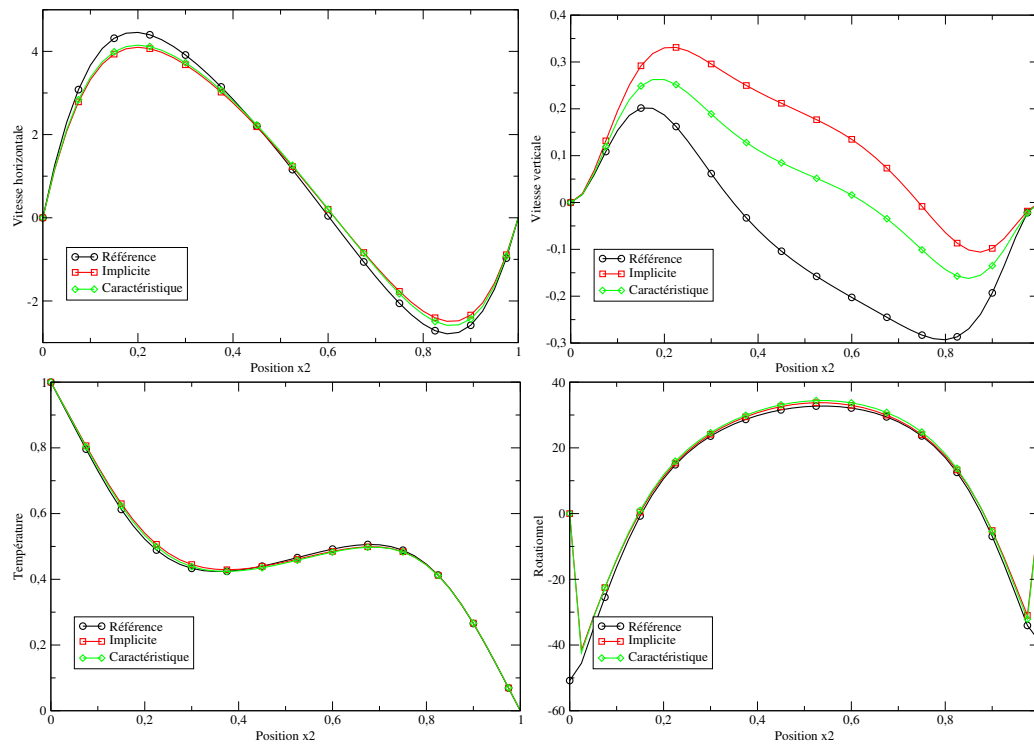 Vitesse horizontale
4
2
0
-2
0
0,2
0,4
0,6
0,8
1
Position x2
Référence
Implicite
Caractéristique
Vitesse verticale
0,4
0,3
0,2
0,1
0
-0,1
-0,2
-0,3
0
0,2
0,4
0,6
0,8
Position x2
Référence
Implicite
Caractéristique
Température
1
0,8
0,6
0,4
0,2
0
0
0,2
0,4
0,6
0,8
1
Position x2
Référence
Implicite
Caractéristique
Rotationnel
40
20
0
-20
-40
-60
0
0,2
0,4
0,6
0,8
Position x2
Référence
Implicite
Caractéristique